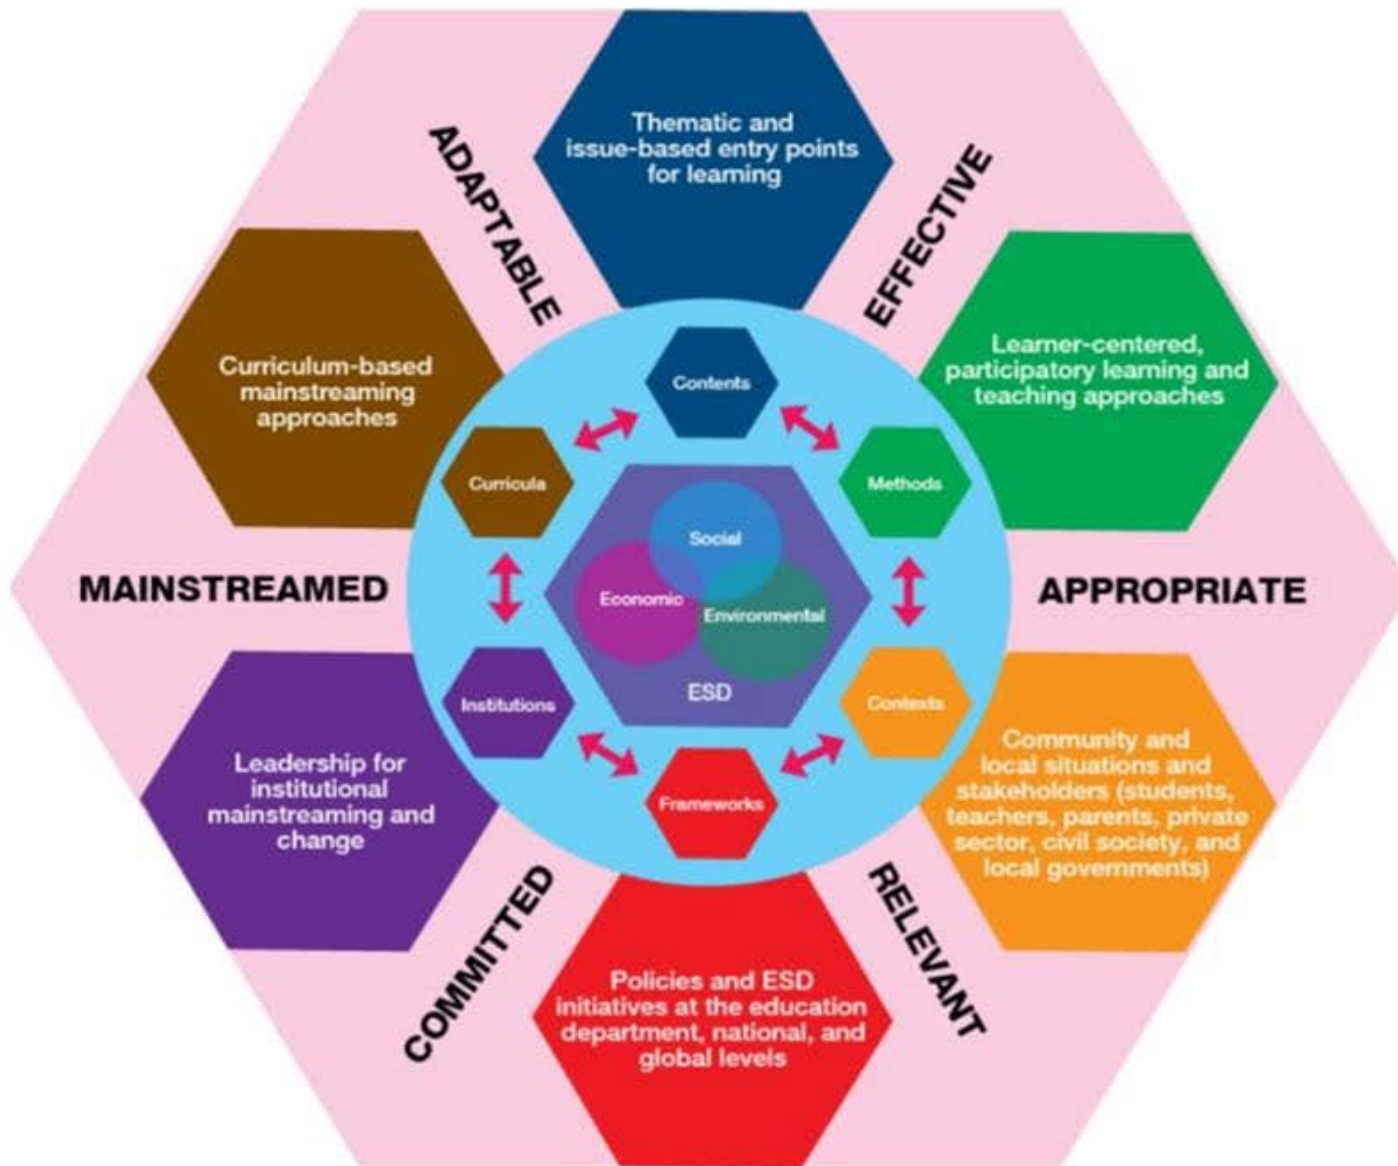 Thematic and
issue-based entry points
for learning
ADAPTABLE
EFFECTIVE
Curriculum-based
mainstreaming
approaches
Learner-centered,
participatory learning and
teaching approaches
Contents
Curricula
Methods
Social
Economic
Environmental
ESD
MAINSTREAMED
APPROPRIATE
Institutions
Contexts
Frameworks
Leadership for
institutional
mainstreaming and
change
Community and
local situations and
stakeholders (students,
teachers, parents, private
sector, civil society, and
local governments)
COMMITTED
RELEVANT
Policies and ESD
initiatives at the education
department, national, and
global levels